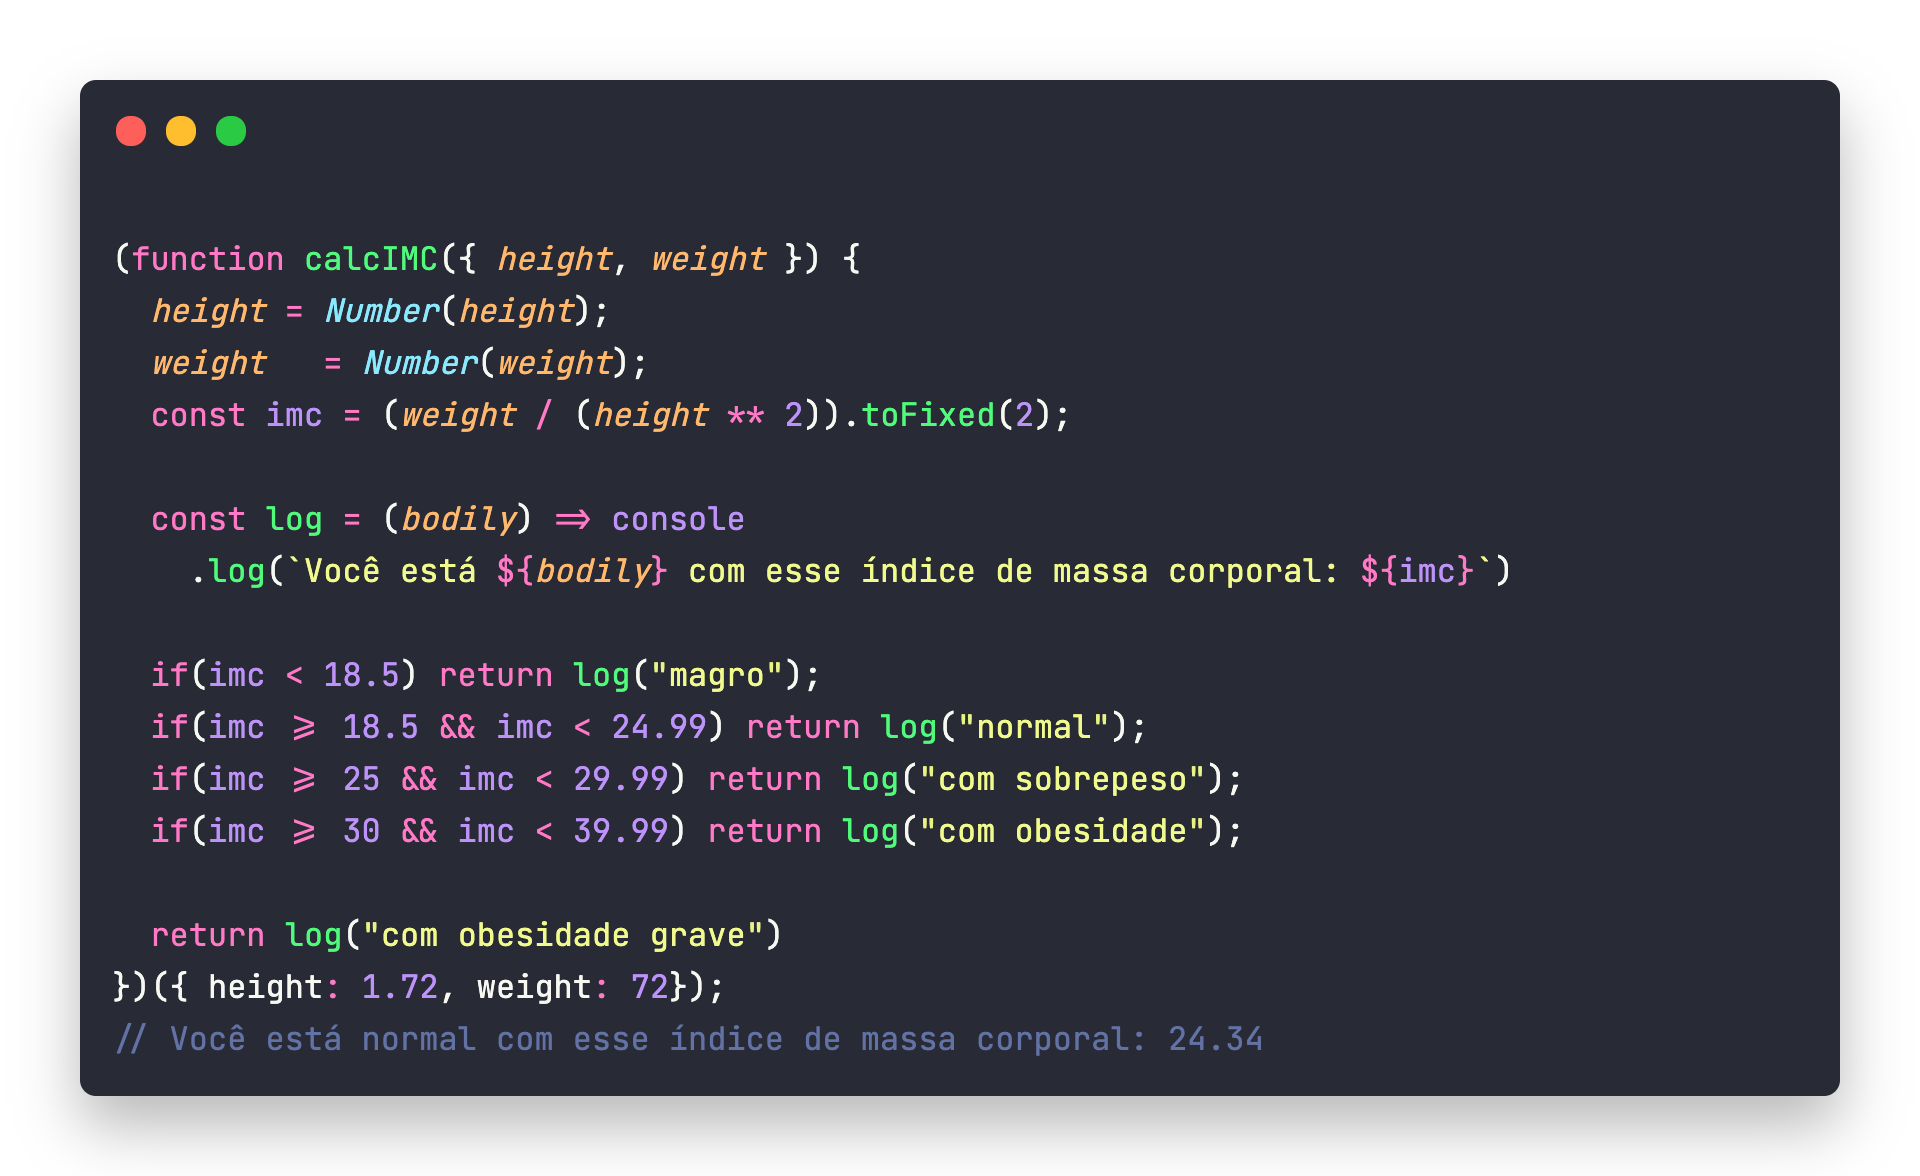 (function calcIMC({ height, weight }) {
  height = Number(height);
  weight   = Number(weight);
  const imc = (weight / (height ** 2)).toFixed(2);

  const log = (bodily) => console
    .log(`Você está ${bodily} com esse índice de massa corporal: ${imc}`)

  if(imc < 18.5) return log("magro");
  if(imc >= 18.5 && imc < 24.99) return log("normal");
  if(imc >= 25 && imc < 29.99) return log("com sobrepeso");
  if(imc >= 30 && imc < 39.99) return log("com obesidade");

  return log("com obesidade grave")
})({ height: 1.72, weight: 72});
// Você está normal com esse índice de massa corporal: 24.34